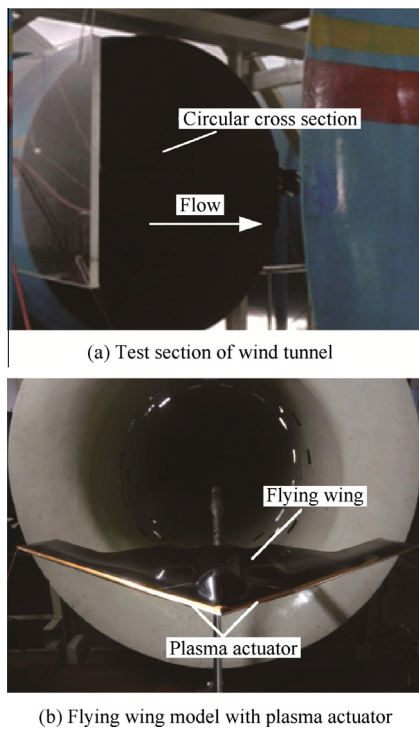 Circular cross section
Flow
(a) Test section of wind tunnel
Flying wing
Plasma actuator
(b) Flying wing model with plasma actuator